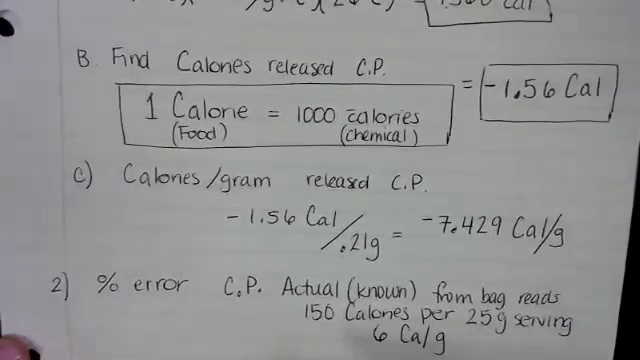 B. Find Calories released C.P.
1 Calorie = 1000 calories = -1.56 Cal
(Food) (chemical)
c) Calories/gram released C.P.
-1.56 Cal/.21g = -7.429 Cal/g
2) % error C.P. Actual (known) from bag reads
150 Calories per 25g serving
6 Cal/g